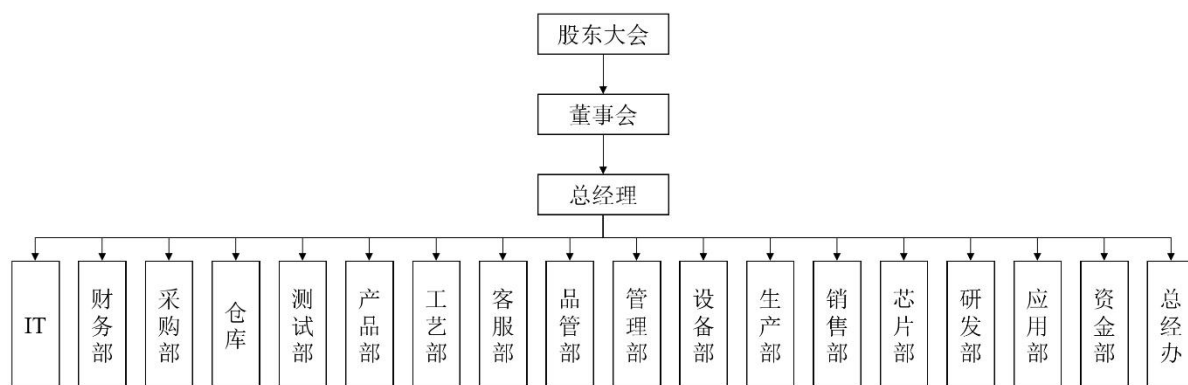 股东大会
董事会
总经理
IT
财务部
采购部
仓库
测试部
产品部
工艺部
客服部
品管部
管理部
设备部
生产部
销售部
芯片部
研发部
应用部
资金部
总经办